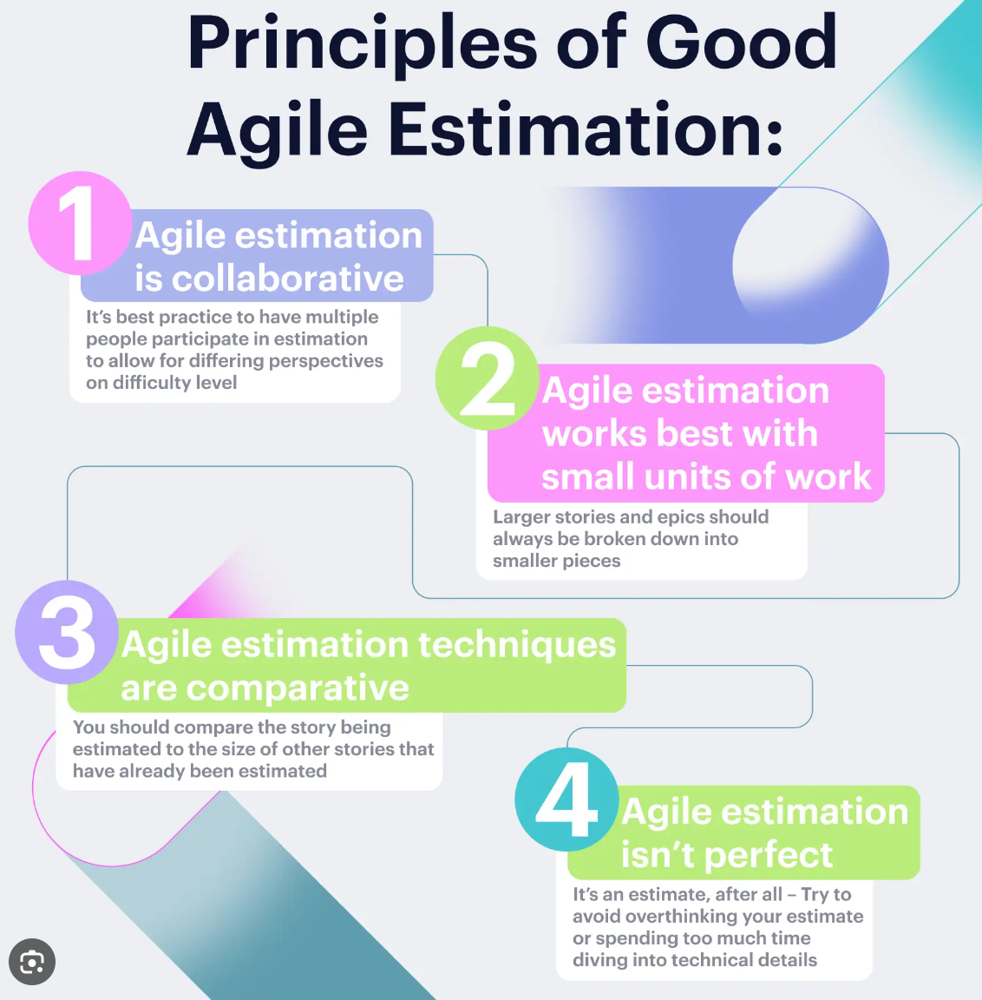 Principles of Good
Agile Estimation:
1
Agile estimation
is collaborative
It’s best practice to have multiple
people participate in estimation
to allow for differing perspectives
on difficulty level
2
Agile estimation
works best with
small units of work
Larger stories and epics should
always be broken down into
smaller pieces
3
Agile estimation techniques
are comparative
You should compare the story being
estimated to the size of other stories that
have already been estimated
4
Agile estimation
isn’t perfect
It’s an estimate, after all – Try to
avoid overthinking your estimate
or spending too much time
diving into technical details